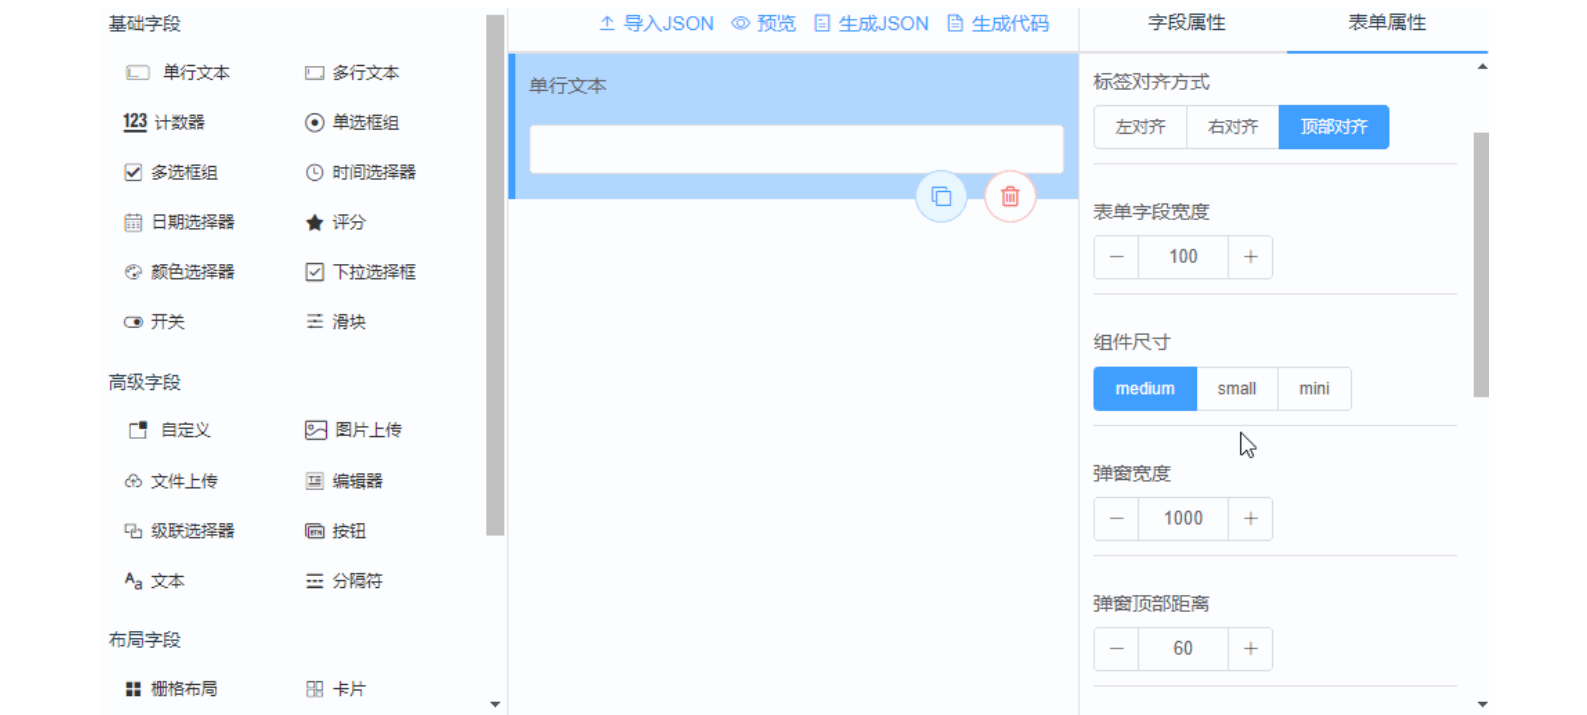 基础字段
单行文本
多行文本
123 计数器
单选框组
多选框组
时间选择器
日期选择器
评分
颜色选择器
下拉选择框
开关
滑块
高级字段
自定义
图片上传
文件上传
编辑器
级联选择器
BTN 按钮
Aa 文本
分隔符
布局字段
栅格布局
卡片
导入JSON 预览 生成JSON 生成代码
单行文本
字段属性 表单属性
标签对齐方式
左对齐 右对齐 顶部对齐
表单字段宽度
100
组件尺寸
medium small mini
弹窗宽度
1000
弹窗顶部距离
60